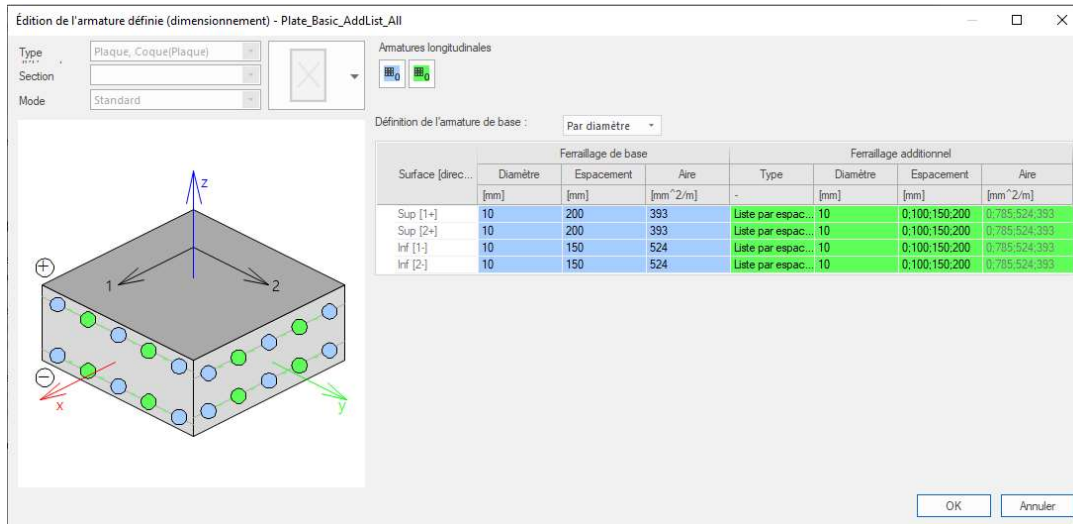 Édition de l'armature définie (dimensionnement) - Plate_Basic_AddList_All
Type Plaque, Coque(Plaque)
Section
Mode Standard
Armatures longitudinales
Définition de l'armature de base : Par diamètre
Ferraillage de base Ferraillage additionnel
Surface [direc... Diamètre Espacement Aire Type Diamètre Espacement Aire
[mm] [mm] [mm^2/m] - [mm] [mm] [mm^2/m]
Sup [1+] 10 200 393 Liste par espac... 10 0;100;150;200 0;785;524;393
Sup [2+] 10 200 393 Liste par espac... 10 0;100;150;200 0;785;524;393
Inf [1-] 10 150 524 Liste par espac... 10 0;100;150;200 0;785;524;393
Inf [2-] 10 150 524 Liste par espac... 10 0;100;150;200 0;785;524;393
z
1
2
x
y
OK Annuler